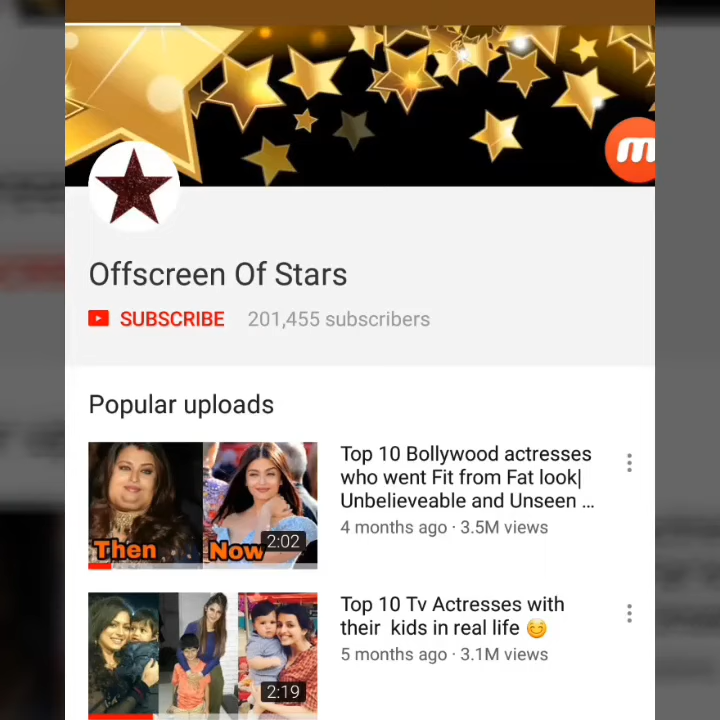 m
Offscreen Of Stars
SUBSCRIBE 201,455 subscribers
Popular uploads
Top 10 Bollywood actresses
who went Fit from Fat look|
Unbelieveable and Unseen ...
4 months ago · 3.5M views
Then Now 2:02
Top 10 Tv Actresses with
their kids in real life 😊
5 months ago · 3.1M views
2:19